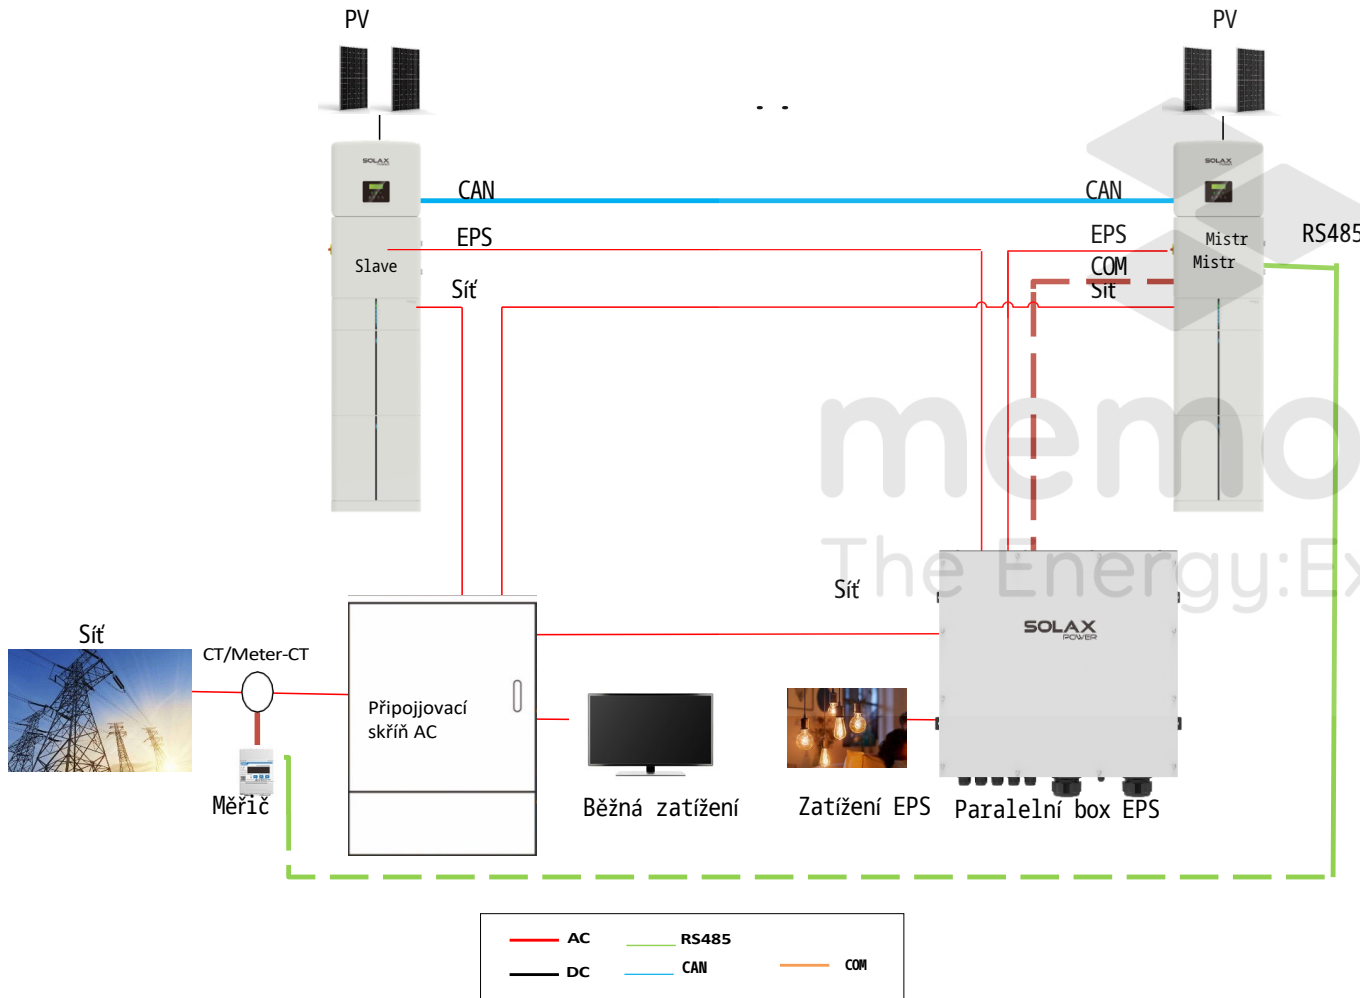 PV
PV
SOLAX
POWER
SOLAX
POWER
CAN
CAN
EPS
EPS
Mistr
RS485
Slave
COM
Mistr
Síť
Síť
memo
The Energy:Ex
Síť
SOLAX
POWER
Síť
CT/Meter-CT
Připojjovací
skříň AC
Měřič
Běžná zatížení
Zatížení EPS
Paralelní box EPS
AC
RS485
DC
CAN
COM